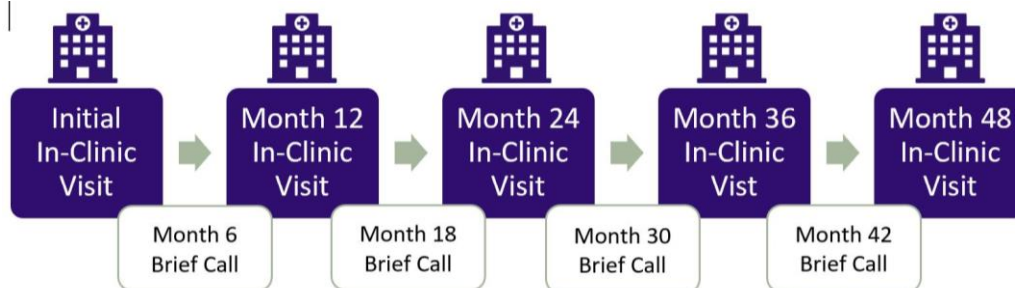 Initial
In-Clinic
Visit
Month 12
In-Clinic
Visit
Month 24
In-Clinic
Visit
Month 36
In-Clinic
Vist
Month 48
In-Clinic
Visit
Month 6
Brief Call
Month 18
Brief Call
Month 30
Brief Call
Month 42
Brief Call